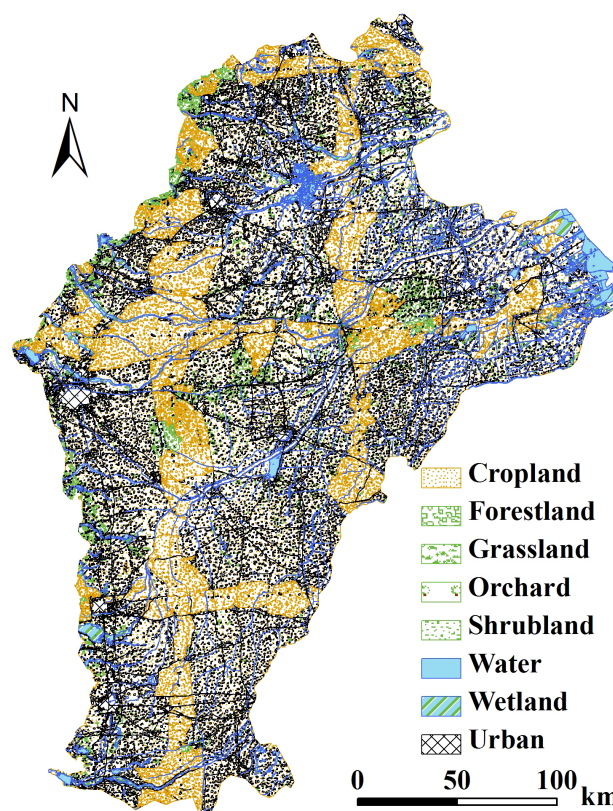 N
Cropland
Forestland
Grassland
Orchard
Shrubland
Water
Wetland
Urban
0 50 100
km